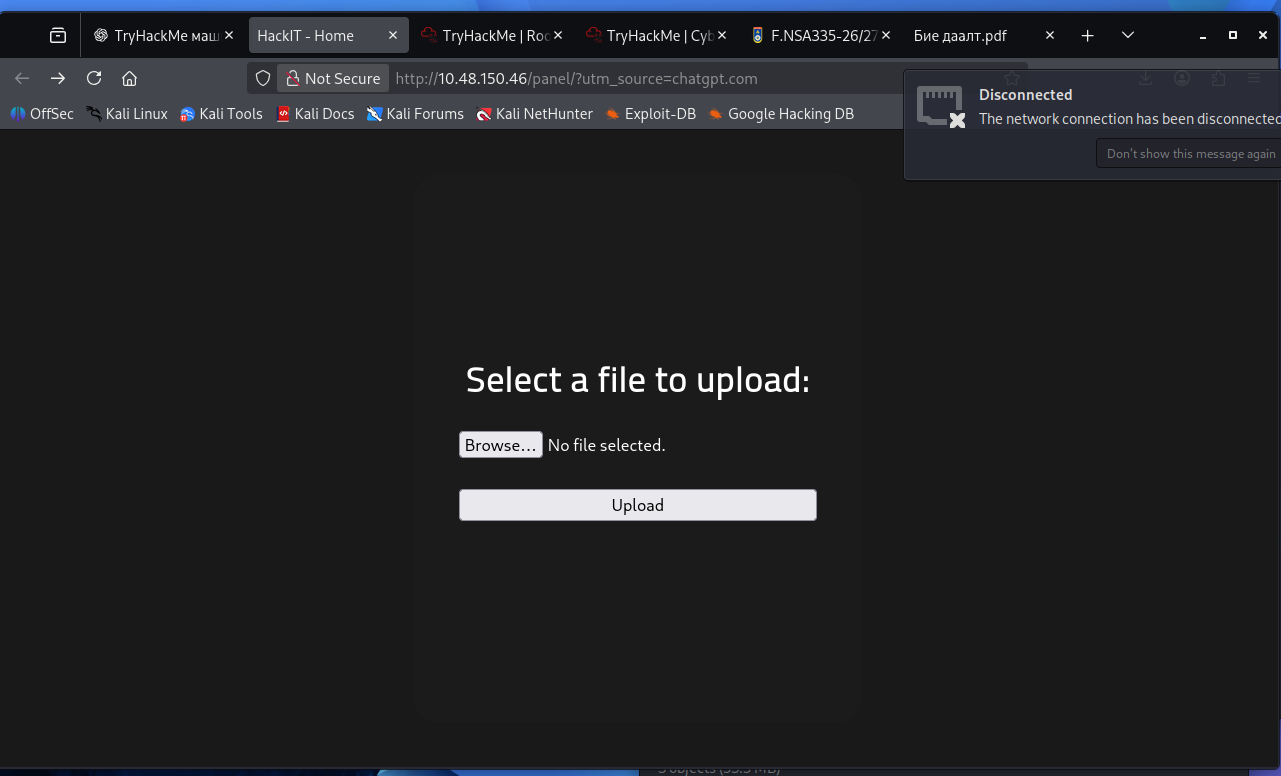 TryHackMe маш
HackIT - Home
TryHackMe | Roo
TryHackMe | Cyb
F.NSA335-26/27
Бие даалт.pdf
Not Secure
http://10.48.150.46/panel/?utm_source=chatgpt.com
OffSec
Kali Linux
Kali Tools
Kali Docs
Kali Forums
Kali NetHunter
Exploit-DB
Google Hacking DB
Disconnected
The network connection has been disconnected
Don't show this message again
Select a file to upload:
Browse...
No file selected.
Upload